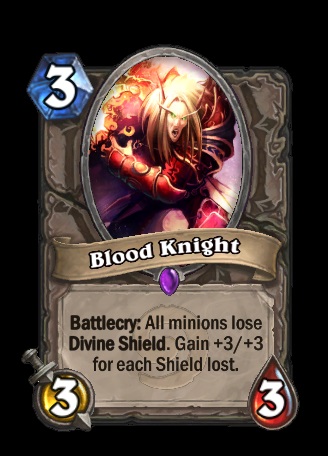 3
Blood Knight
Battlecry: All minions lose
Divine Shield. Gain +3/+3
for each Shield lost.
3
3